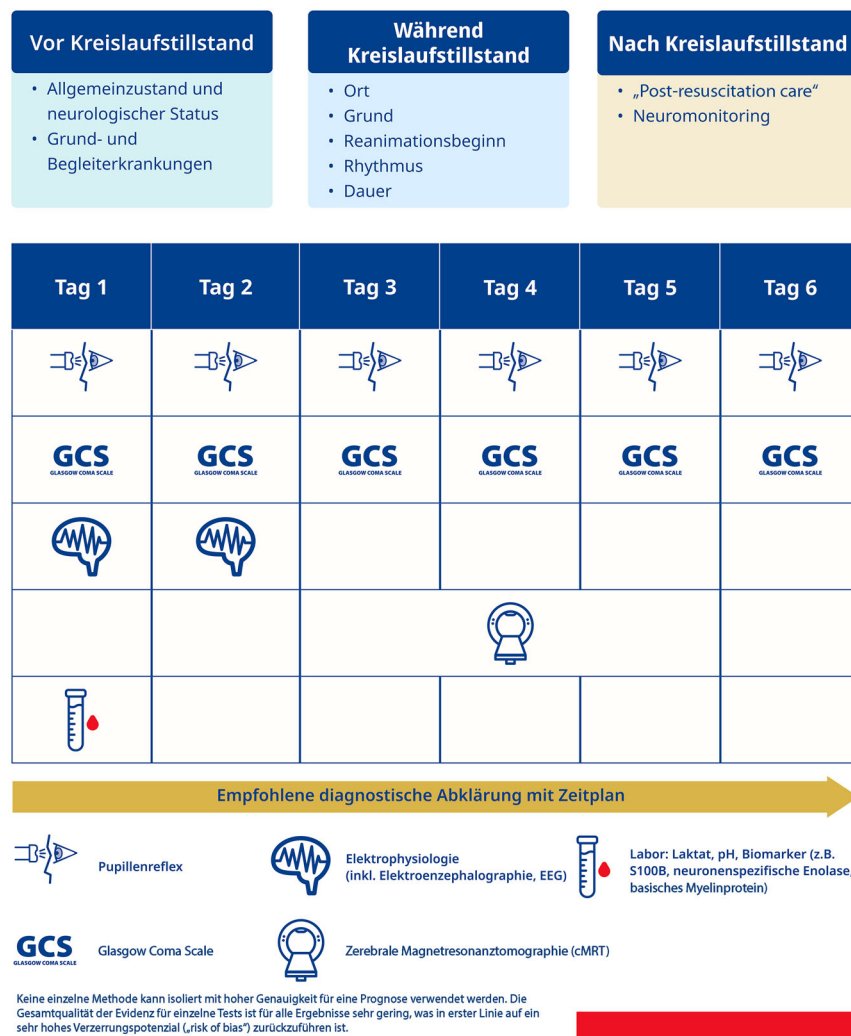 Vor Kreislaufstillstand
• Allgemeinzustand und
neurologischer Status
• Grund- und
Begleiterkrankungen
Während
Kreislaufstillstand
• Ort
• Grund
• Reanimationsbeginn
• Rhythmus
• Dauer
Nach Kreislaufstillstand
• „Post-resuscitation care“
• Neuromonitoring
Tag 1 Tag 2 Tag 3 Tag 4 Tag 5 Tag 6
GCS GCS GCS GCS GCS GCS
GLASGOW COMA SCALE GLASGOW COMA SCALE GLASGOW COMA SCALE GLASGOW COMA SCALE GLASGOW COMA SCALE GLASGOW COMA SCALE
Empfohlene diagnostische Abklärung mit Zeitplan
Pupillenreflex
Elektrophysiologie
(inkl. Elektroenzephalographie, EEG)
Labor: Laktat, pH, Biomarker (z.B.
S100B, neuronenspezifische Enolase,
basisches Myelinprotein)
GCS
GLASGOW COMA SCALE
Glasgow Coma Scale
Zerebrale Magnetresonanztomographie (cMRT)
Keine einzelne Methode kann isoliert mit hoher Genauigkeit für eine Prognose verwendet werden. Die
Gesamtqualität der Evidenz für einzelne Tests ist für alle Ergebnisse sehr gering, was in erster Linie auf ein
sehr hohes Verzerrungspotenzial („risk of bias“) zurückzuführen ist.